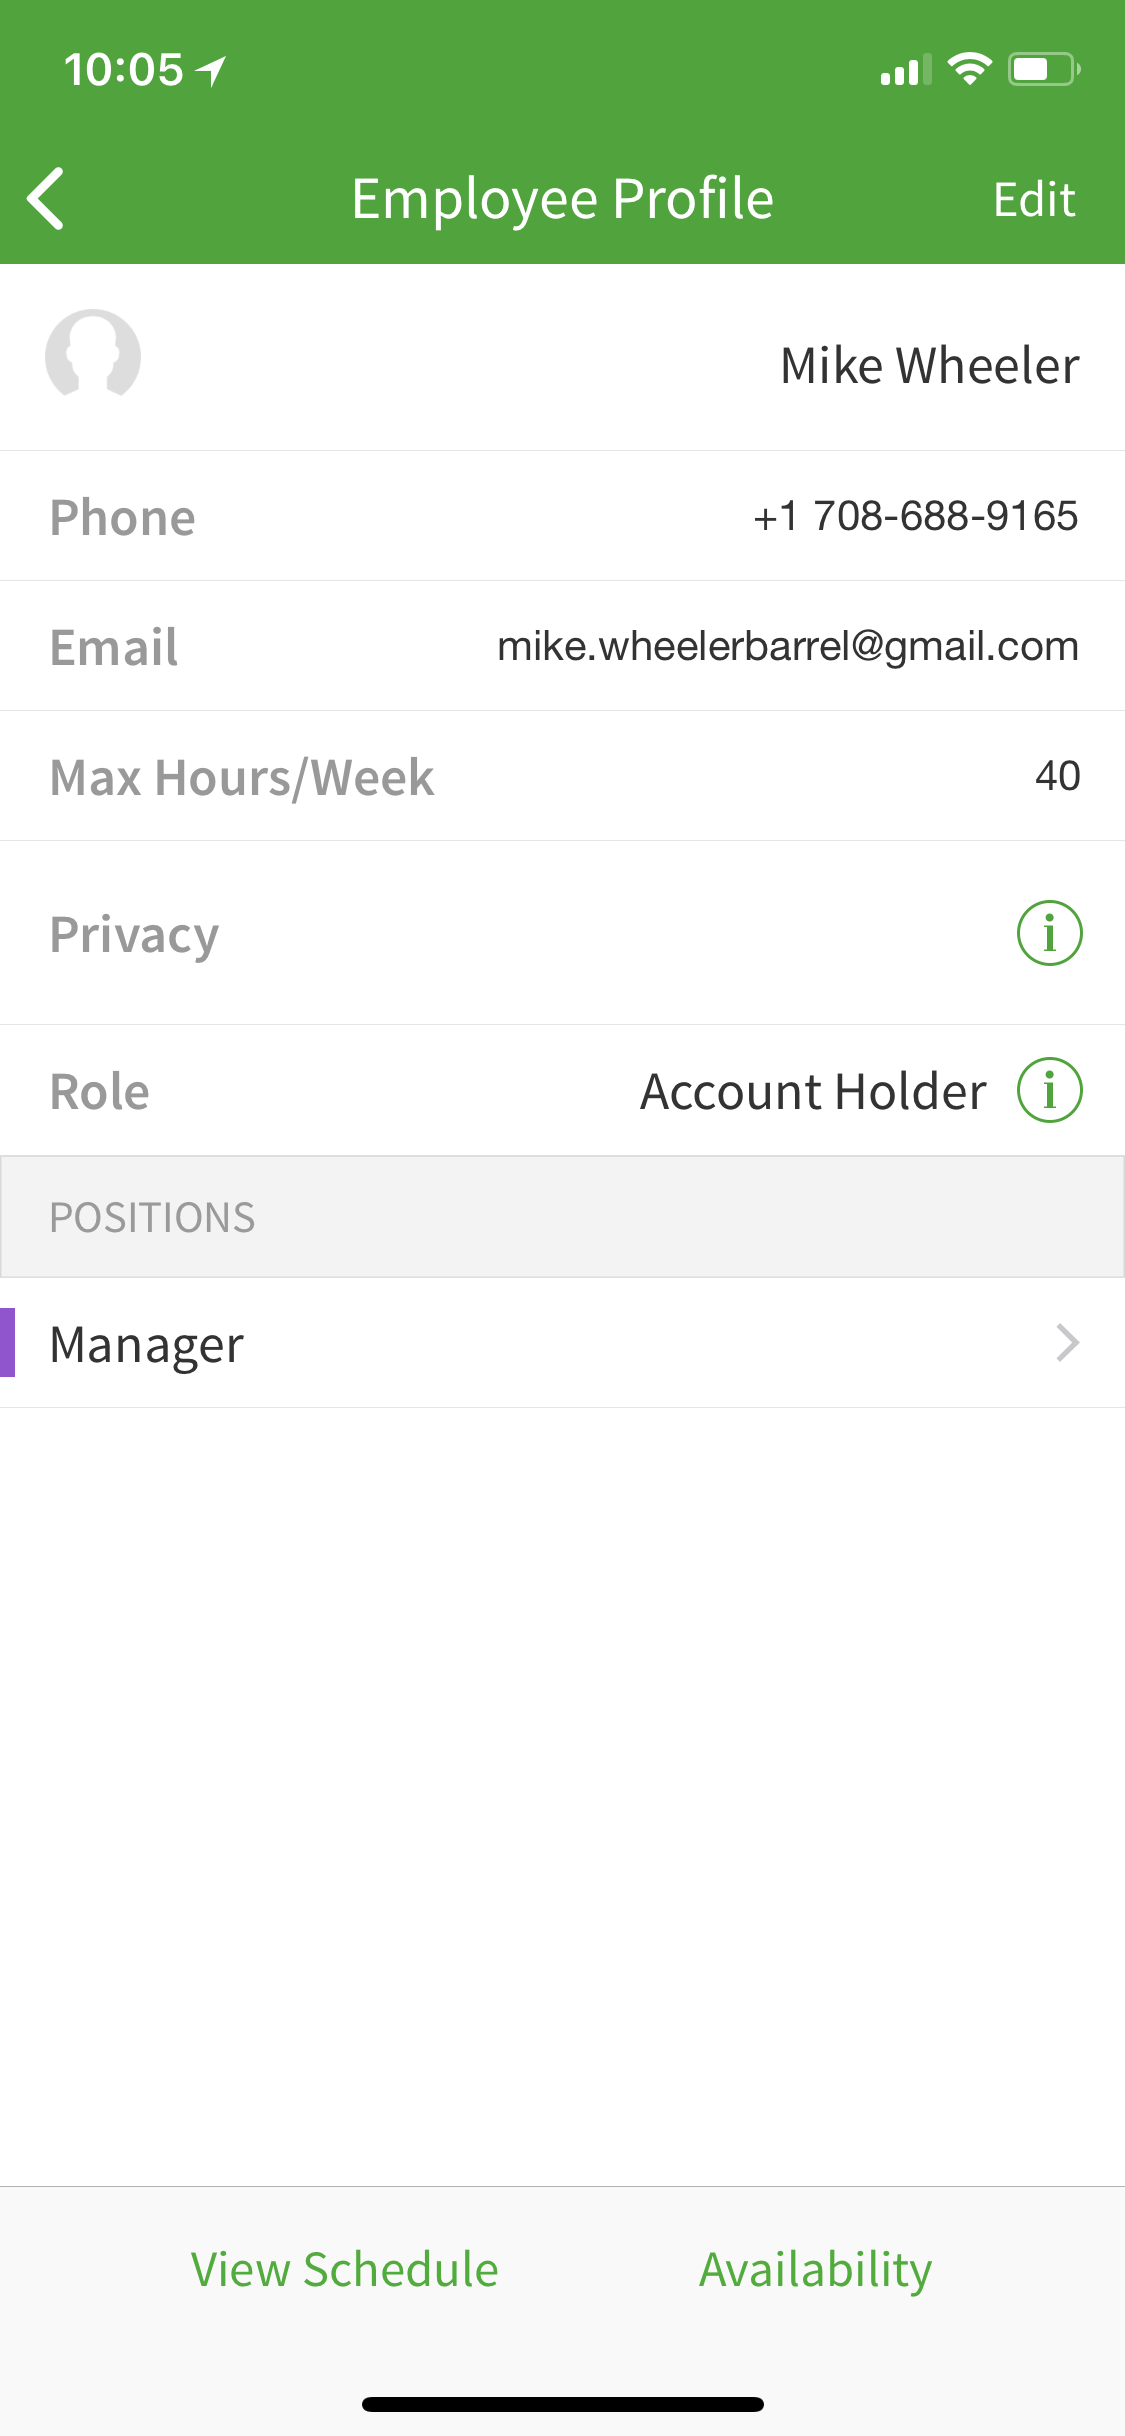 10:05
Employee Profile
Edit
Mike Wheeler
Phone +1 708-688-9165
Email mike.wheelerbarrel@gmail.com
Max Hours/Week 40
Privacy i
Role Account Holder i
POSITIONS
Manager
View Schedule Availability